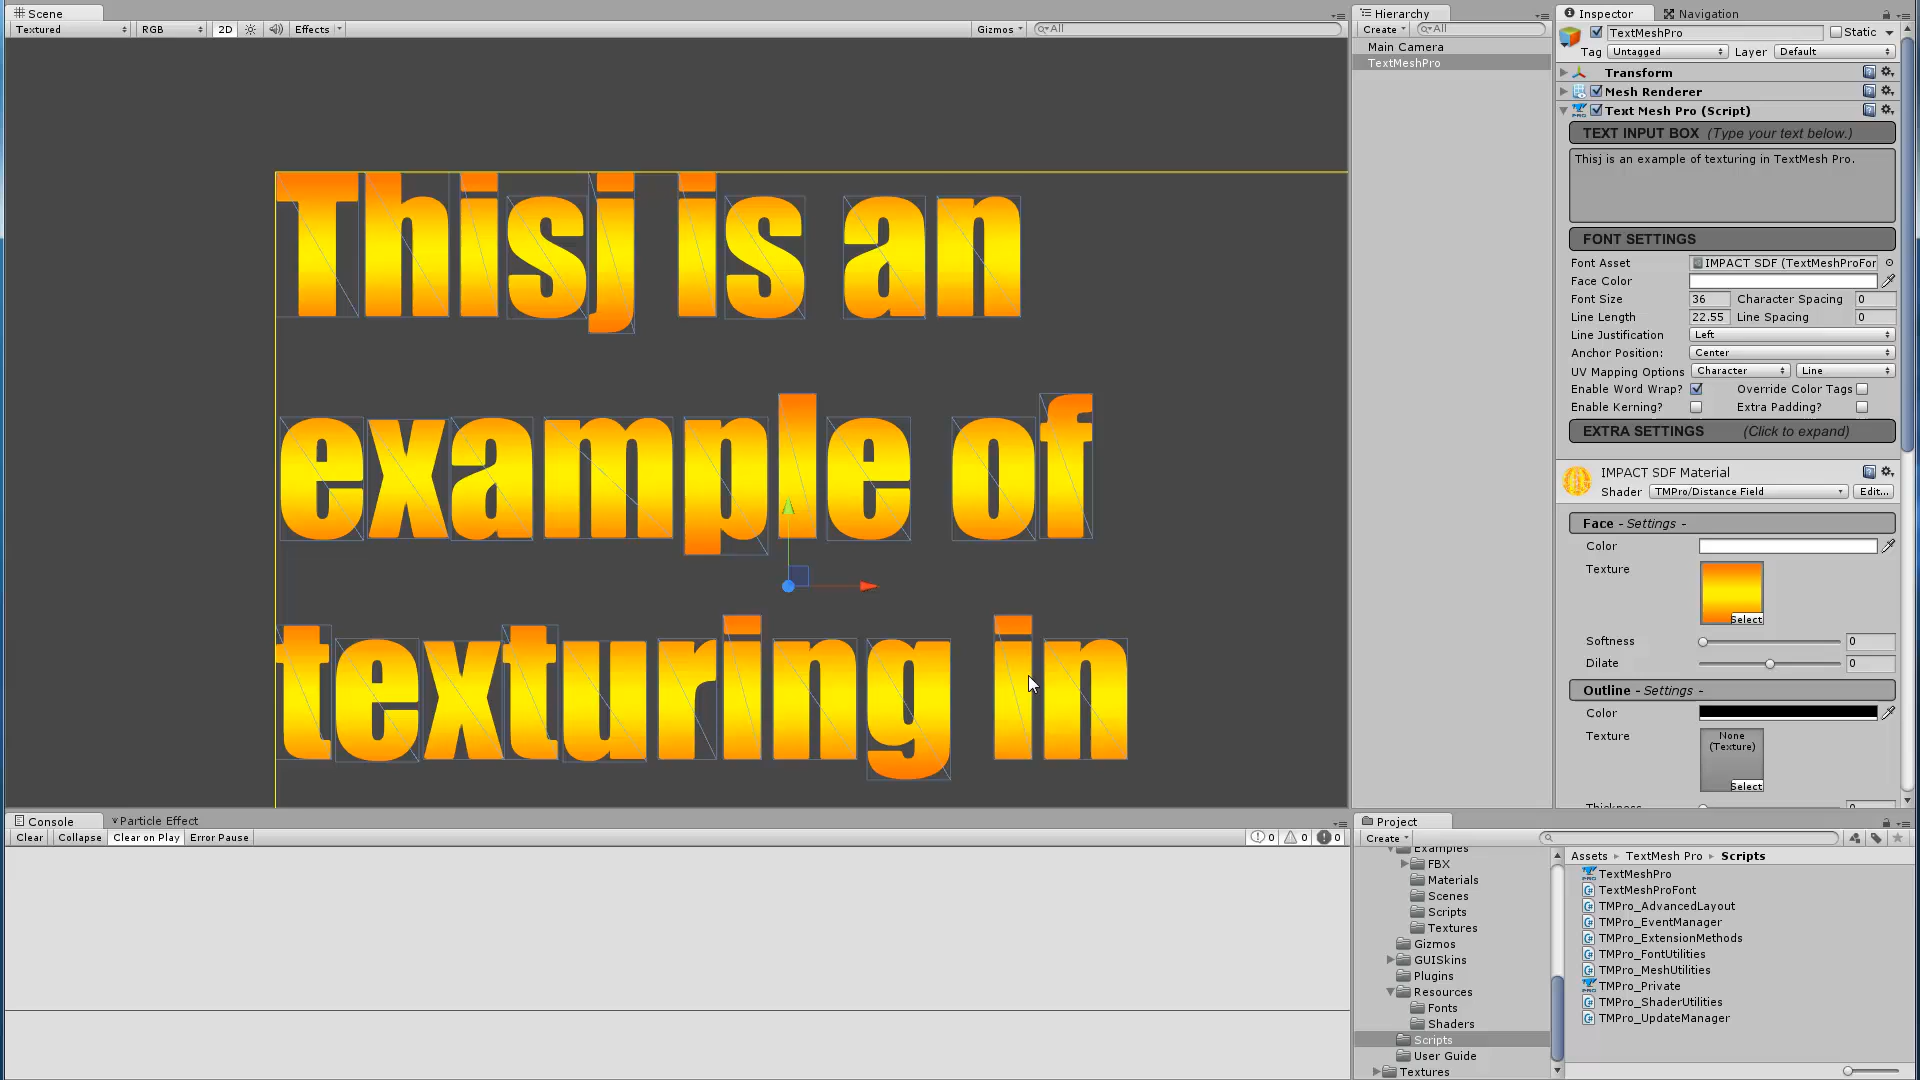 Scene
Textured RGB 2D Effects Gizmos All
Thisj is an
example of
texturing in
Console Particle Effect
Clear Collapse Clear on Play Error Pause 0 0 0
Hierarchy
Create All
Main Camera
TextMeshPro
Inspector Navigation
TextMeshPro Static
Tag Untagged Layer Default
Transform
Mesh Renderer
Text Mesh Pro (Script)
TEXT INPUT BOX (Type your text below.)
Thisj is an example of texturing in TextMesh Pro.
FONT SETTINGS
Font Asset IMPACT SDF (TextMeshProFor
Face Color
Font Size 36 Character Spacing 0
Line Length 22.55 Line Spacing 0
Line Justification Left
Anchor Position: Center
UV Mapping Options Character Line
Enable Word Wrap? Override Color Tags
Enable Kerning? Extra Padding?
EXTRA SETTINGS (Click to expand)
IMPACT SDF Material
Shader TMPro/Distance Field Edit...
Face - Settings -
Color
Texture
Select
Softness 0
Dilate 0
Outline - Settings -
Color
Texture None
(Texture)
Select
Thickness 0
Project
Create
Examples
FBX
Materials
Scenes
Scripts
Textures
Gizmos
GUISkins
Plugins
Resources
Fonts
Shaders
Scripts
User Guide
Textures
Assets TextMesh Pro Scripts
TextMeshPro
TextMeshProFont
TMPro_AdvancedLayout
TMPro_EventManager
TMPro_ExtensionMethods
TMPro_FontUtilities
TMPro_MeshUtilities
TMPro_Private
TMPro_ShaderUtilities
TMPro_UpdateManager